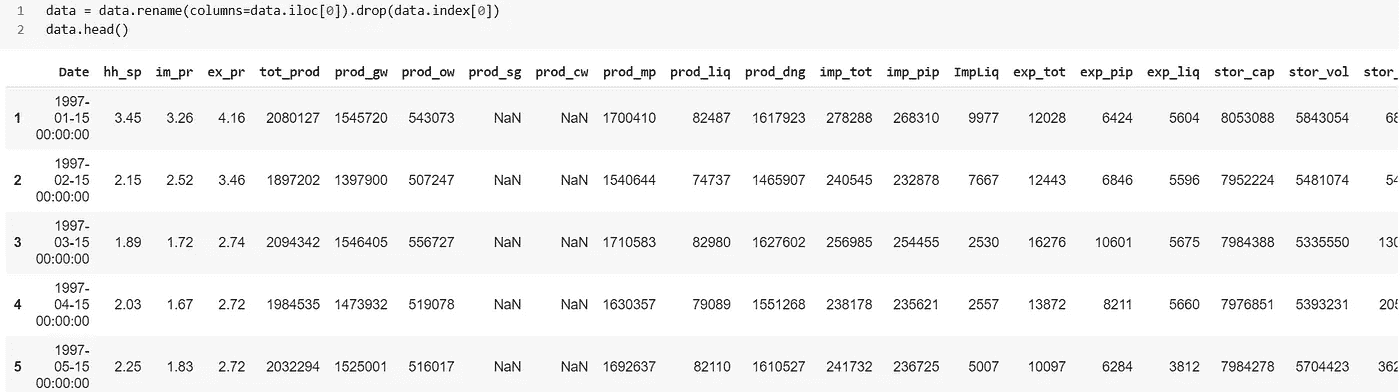 1 data = data.rename(columns=data.iloc[0]).drop(data.index[0])
2 data.head()
Date hh_sp im_pr ex_pr tot_prod prod_gw prod_ow prod_sg prod_cw prod_mp prod_liq prod_dng imp_tot imp_pip ImpLiq exp_tot exp_pip exp_liq stor_cap stor_vol stor_
1 1997-01-15 00:00:00 3.45 3.26 4.16 2080127 1545720 543073 NaN NaN 1700410 82487 1617923 278288 268310 9977 12028 6424 5604 8053088 5843054 68
2 1997-02-15 00:00:00 2.15 2.52 3.46 1897202 1397900 507247 NaN NaN 1540644 74737 1465907 240545 232878 7667 12443 6846 5596 7952224 5481074 54
3 1997-03-15 00:00:00 1.89 1.72 2.74 2094342 1546405 556727 NaN NaN 1710583 82980 1627602 256985 254455 2530 16276 10601 5675 7984388 5335550 130
4 1997-04-15 00:00:00 2.03 1.67 2.72 1984535 1473932 519078 NaN NaN 1630357 79089 1551268 238178 235621 2557 13872 8211 5660 7976851 5393231 205
5 1997-05-15 00:00:00 2.25 1.83 2.72 2032294 1525001 516017 NaN NaN 1692637 82110 1610527 241732 236725 5007 10097 6284 3812 7984278 5704423 362